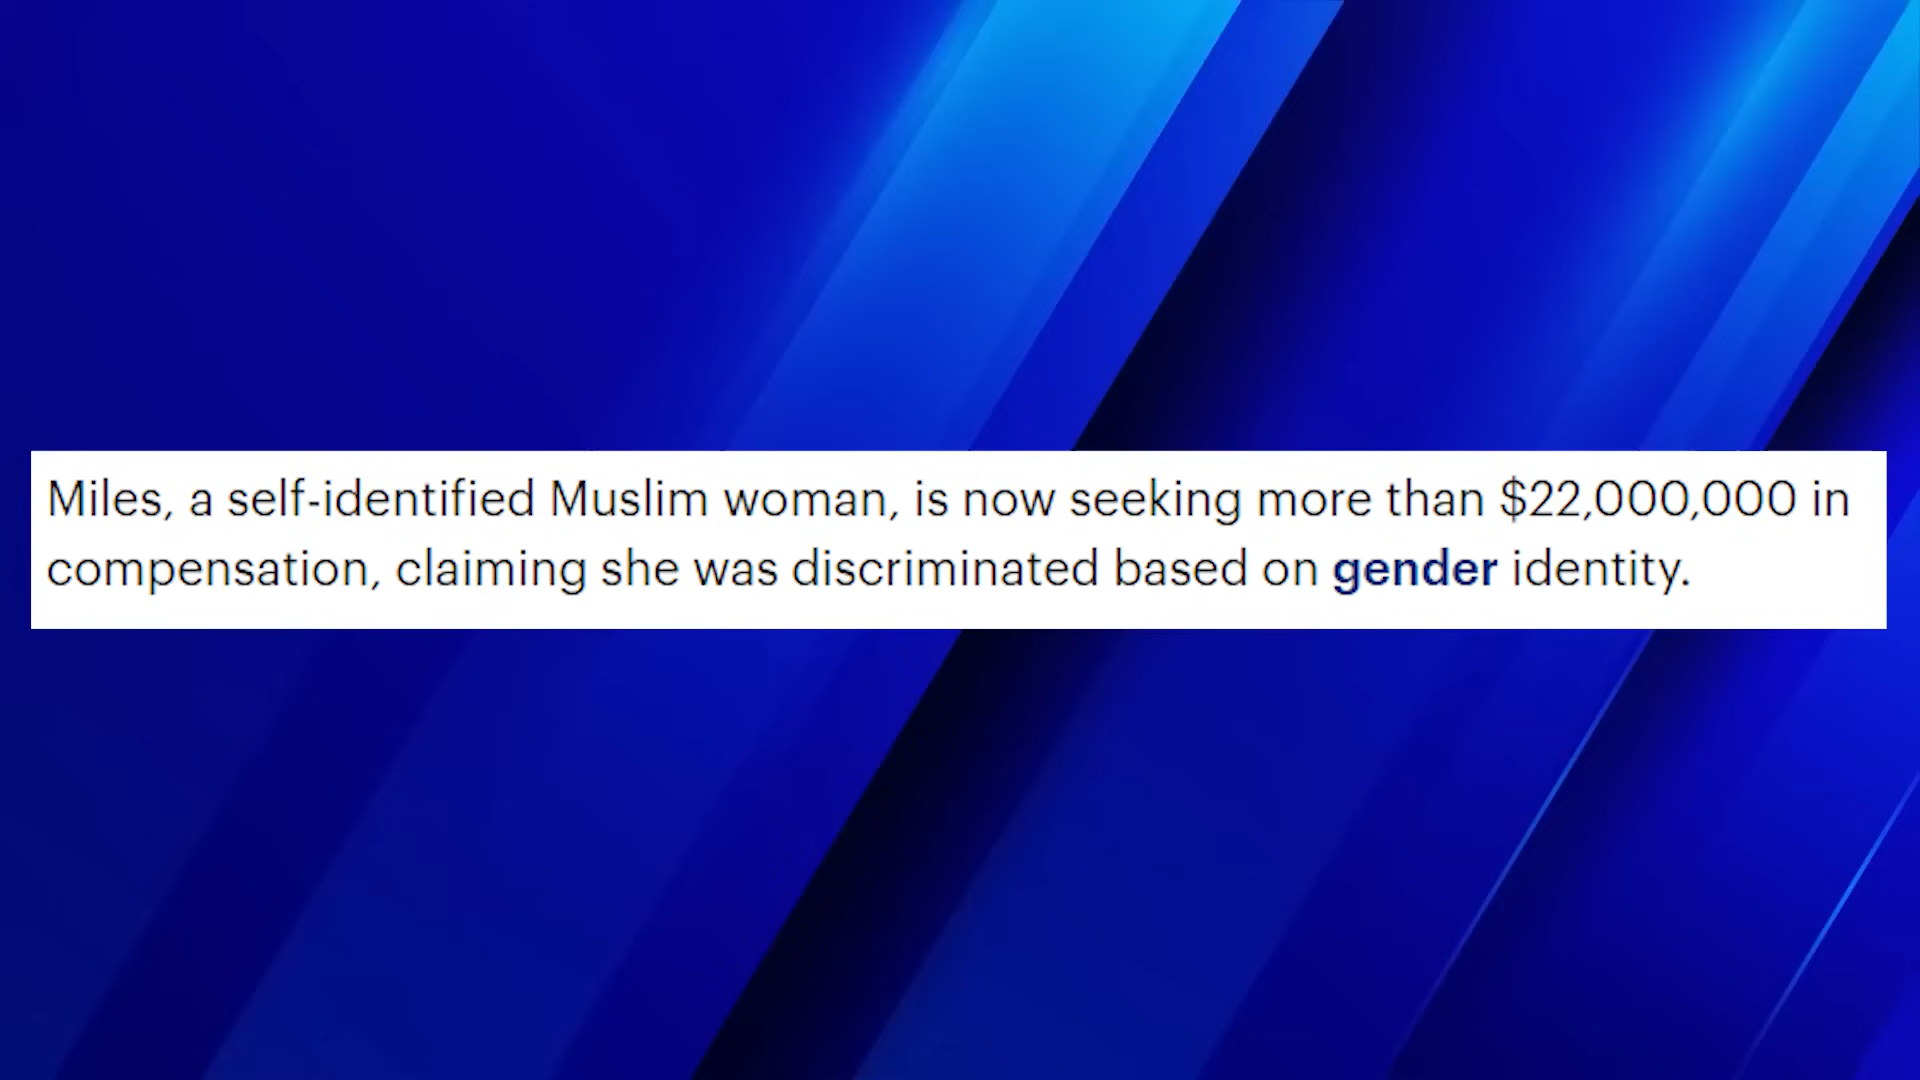 Miles, a self-identified Muslim woman, is now seeking more than $22,000,000 in
compensation, claiming she was discriminated based on gender identity.